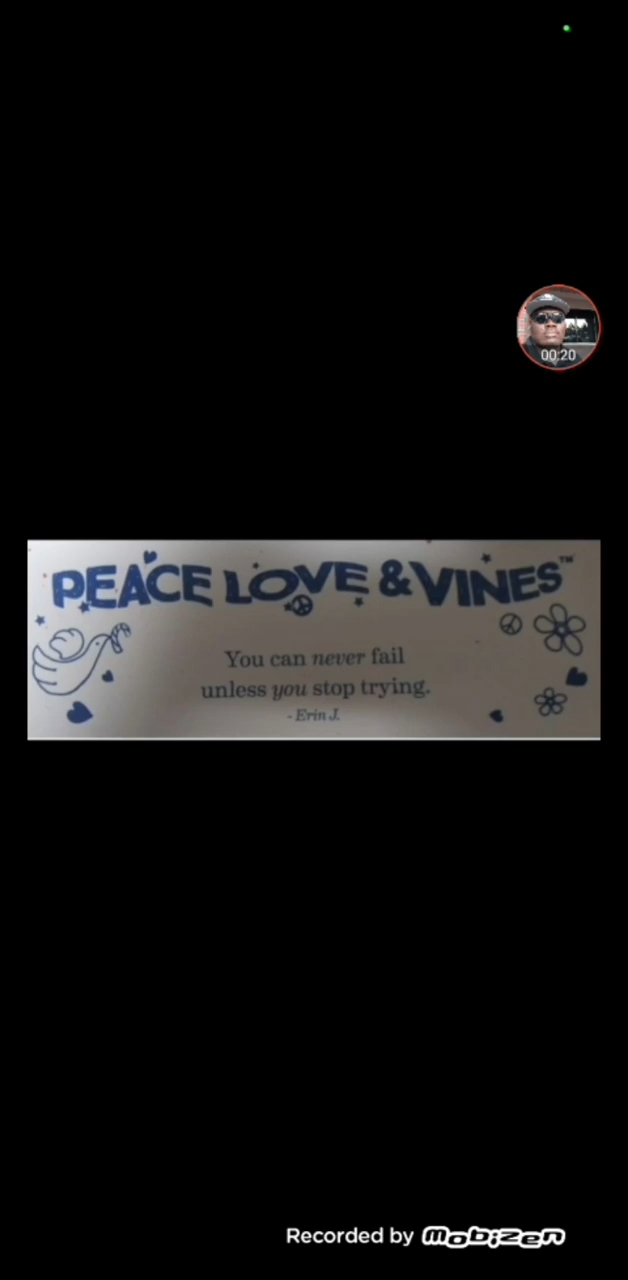 00:20
PEACE LOVE & VINES™
You can never fail
unless you stop trying.
- Erin J.
Recorded by Mobizen